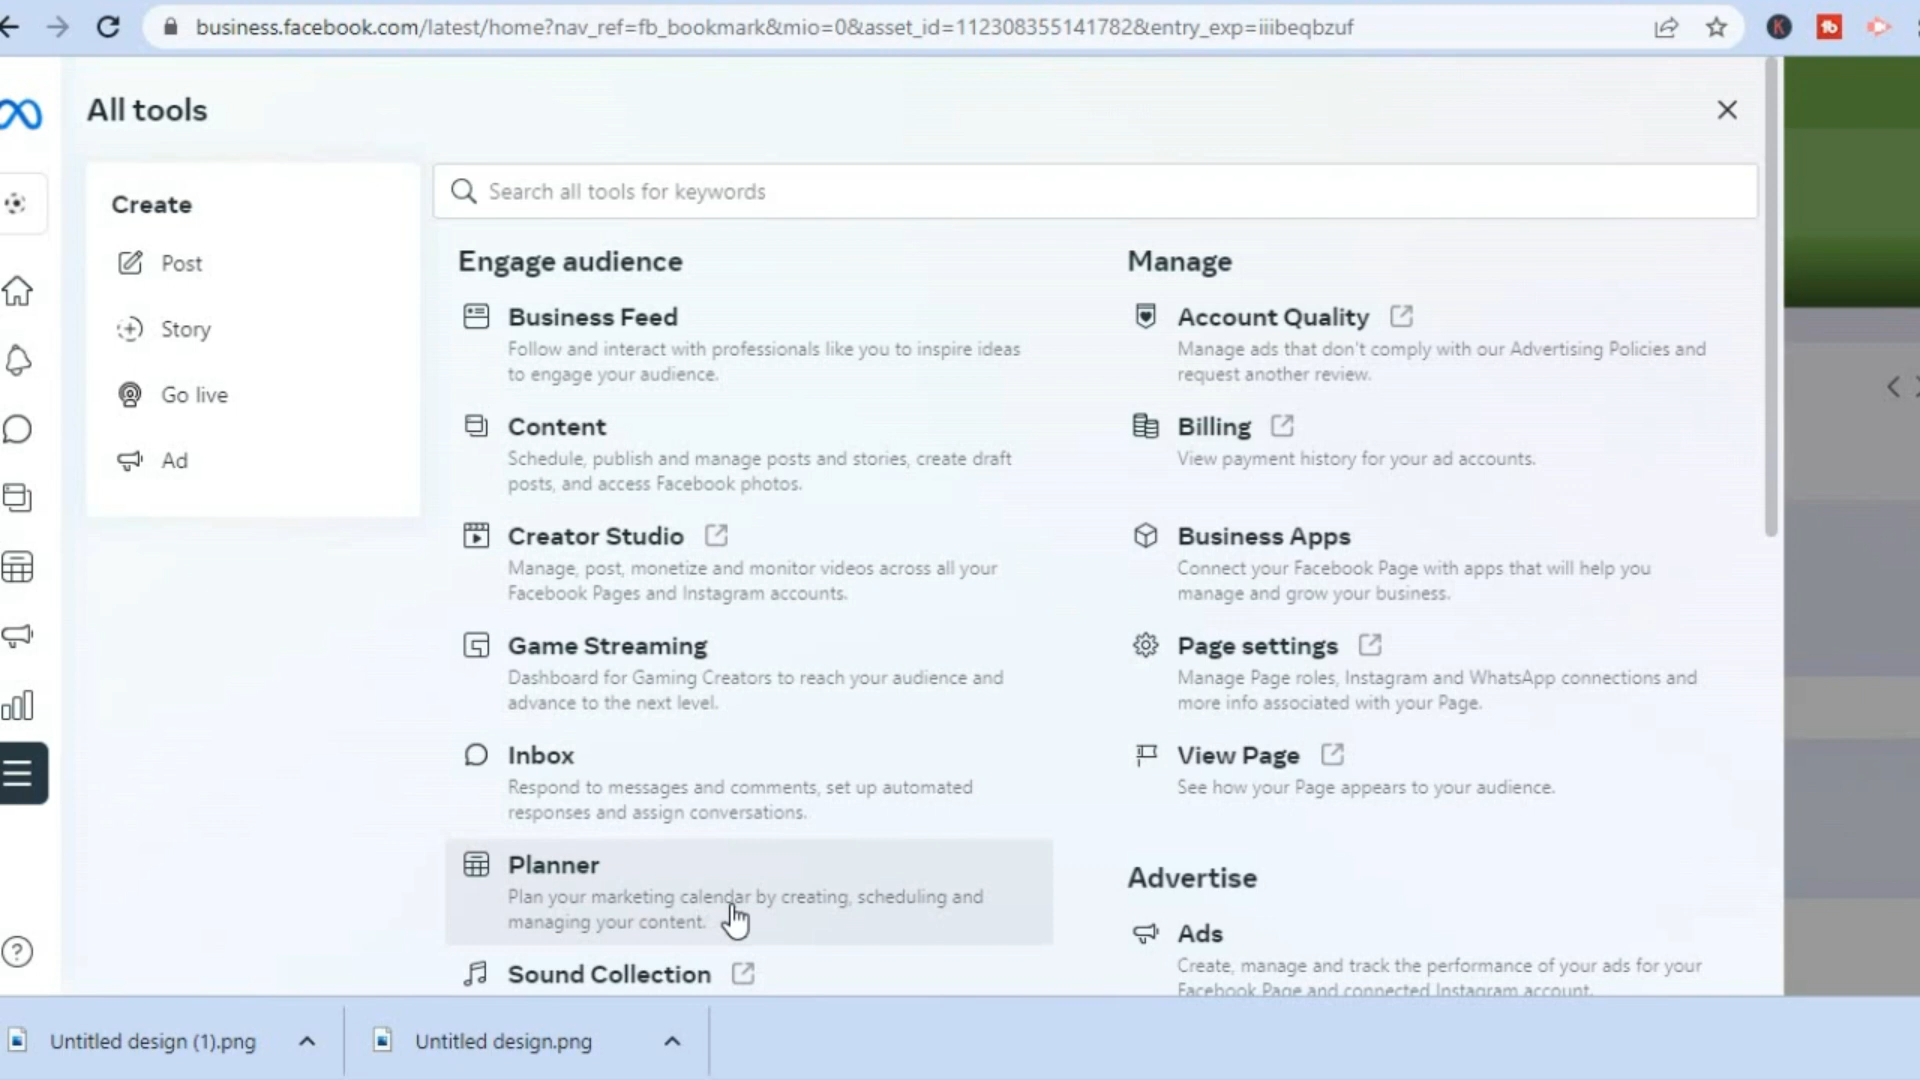 business.facebook.com/latest/home?nav_ref=fb_bookmark&mio=0&asset_id=112308355141782&entry_exp=iiibeqbzuf
All tools
Create
Post
Story
Go live
Ad
Search all tools for keywords
Engage audience
Business Feed
Follow and interact with professionals like you to inspire ideas
to engage your audience.
Content
Schedule, publish and manage posts and stories, create draft
posts, and access Facebook photos.
Creator Studio
Manage, post, monetize and monitor videos across all your
Facebook Pages and Instagram accounts.
Game Streaming
Dashboard for Gaming Creators to reach your audience and
advance to the next level.
Inbox
Respond to messages and comments, set up automated
responses and assign conversations.
Planner
Plan your marketing calendar by creating, scheduling and
managing your content.
Sound Collection
Manage
Account Quality
Manage ads that don't comply with our Advertising Policies and
request another review.
Billing
View payment history for your ad accounts.
Business Apps
Connect your Facebook Page with apps that will help you
manage and grow your business.
Page settings
Manage Page roles, Instagram and WhatsApp connections and
more info associated with your Page.
View Page
See how your Page appears to your audience.
Advertise
Ads
Create, manage and track the performance of your ads for your
Facebook Page and connected Instagram account.
Untitled design (1).png
Untitled design.png